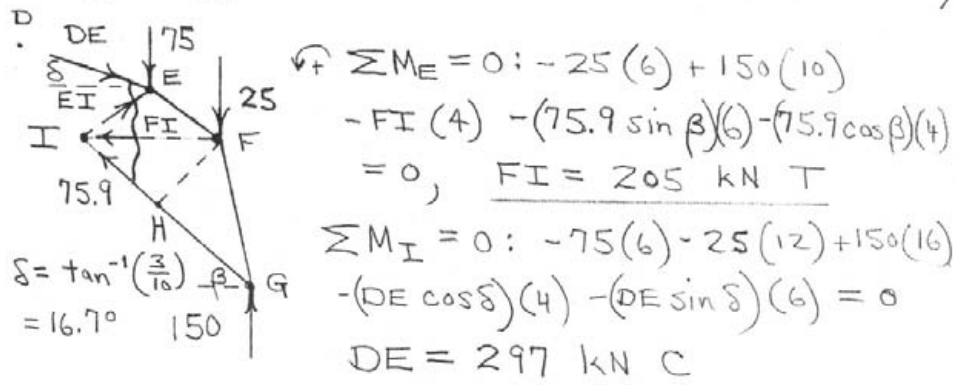 D
DE
75
δ
E
EI
25
I
FI
F
75.9
H
δ = tan⁻¹(3/10)
β
G
= 16.7°
150
+ ΣM_E = 0: -25(6) + 150(10)
-FI(4) -(75.9 sin β)(6) -(75.9 cos β)(4)
= 0, FI = 205 kN T
ΣM_I = 0: -75(6) - 25(12) + 150(16)
-(DE cos δ)(4) -(DE sin δ)(6) = 0
DE = 297 kN C